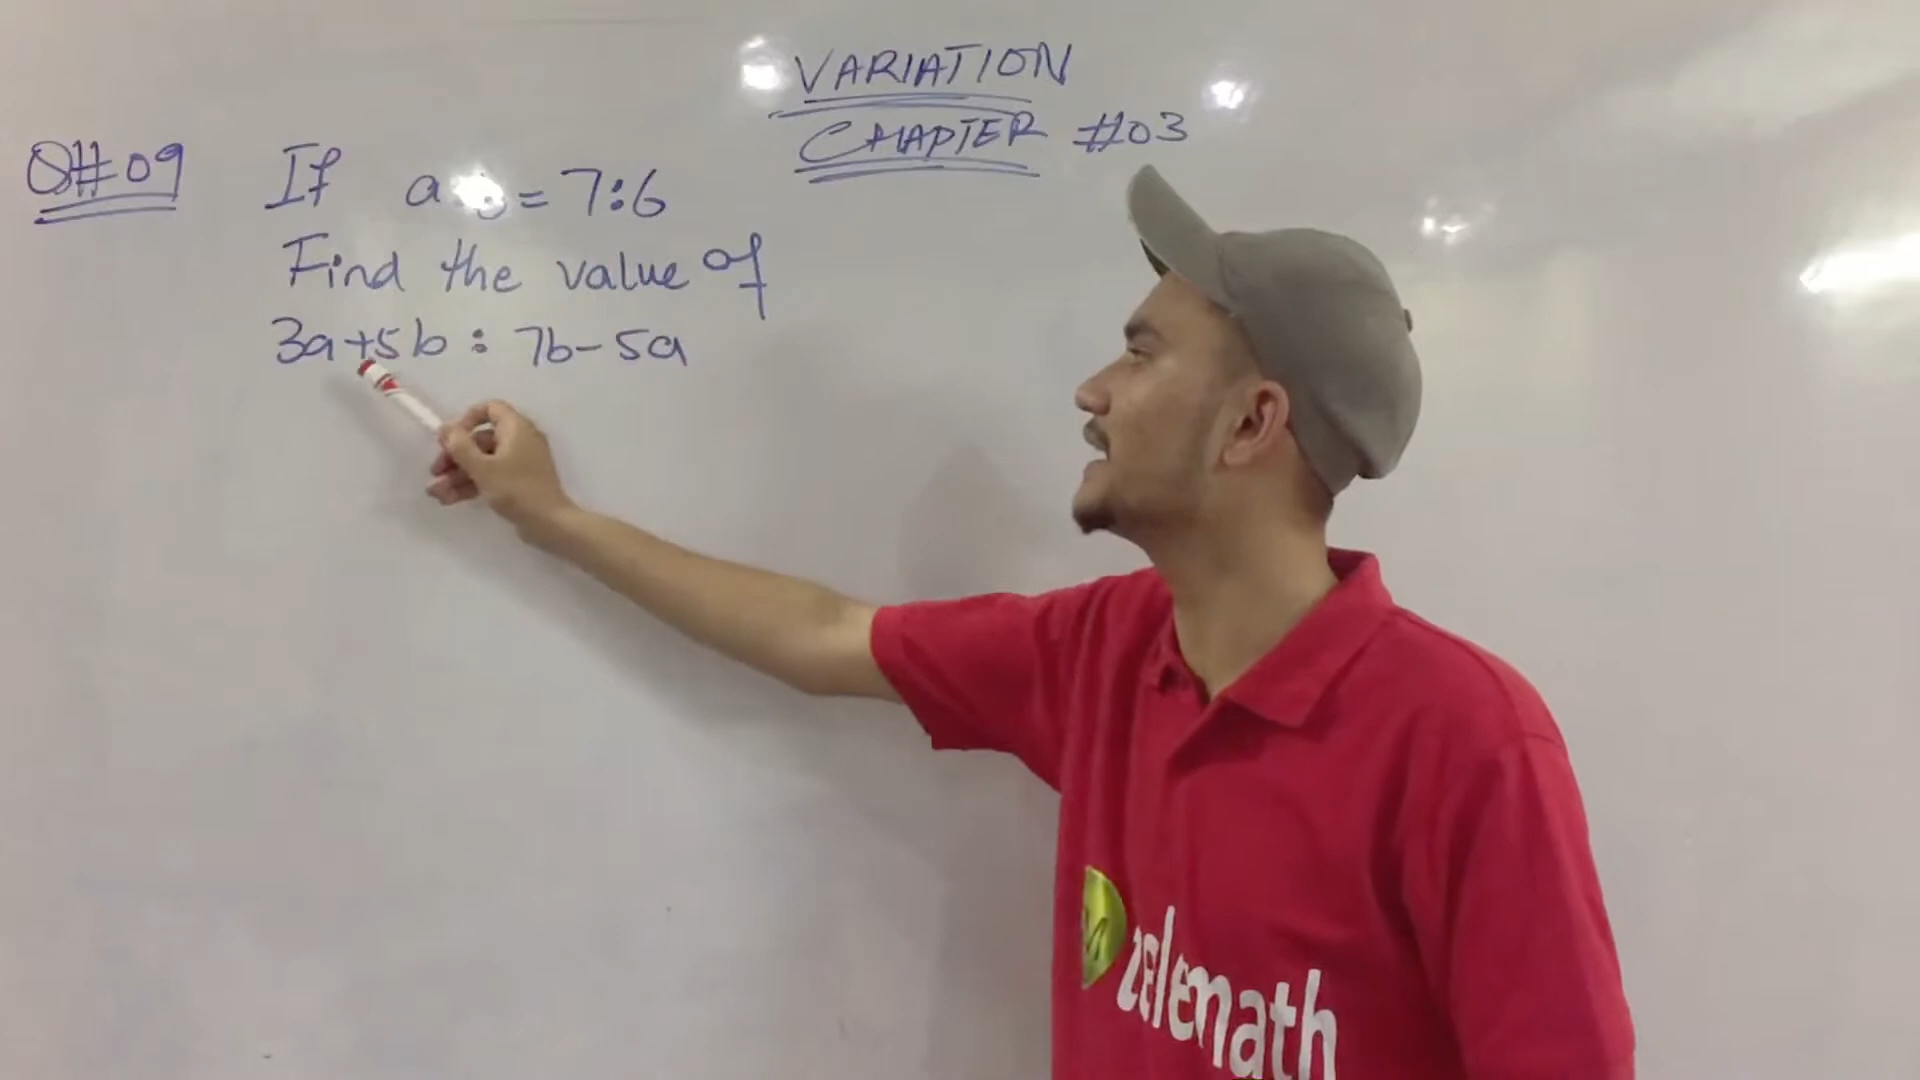 VARIATION
CHAPTER #03
Q#09 If a = 7:6
Find the value of
3a+5b : 7b-5a
zelemath